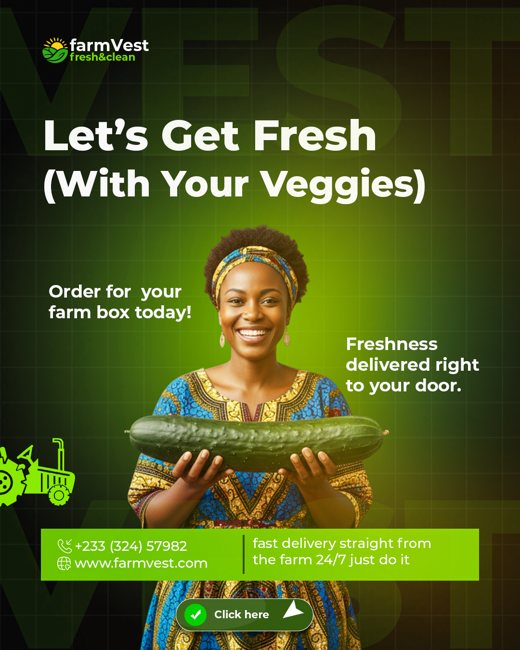 farmVest
fresh&clean
Let's Get Fresh
(With Your Veggies)
Order for your
farm box today!
Freshness
delivered right
to your door.
+233 (324) 57982
www.farmvest.com
fast delivery straight from
the farm 24/7 just do it
Click here
VEST
VEST